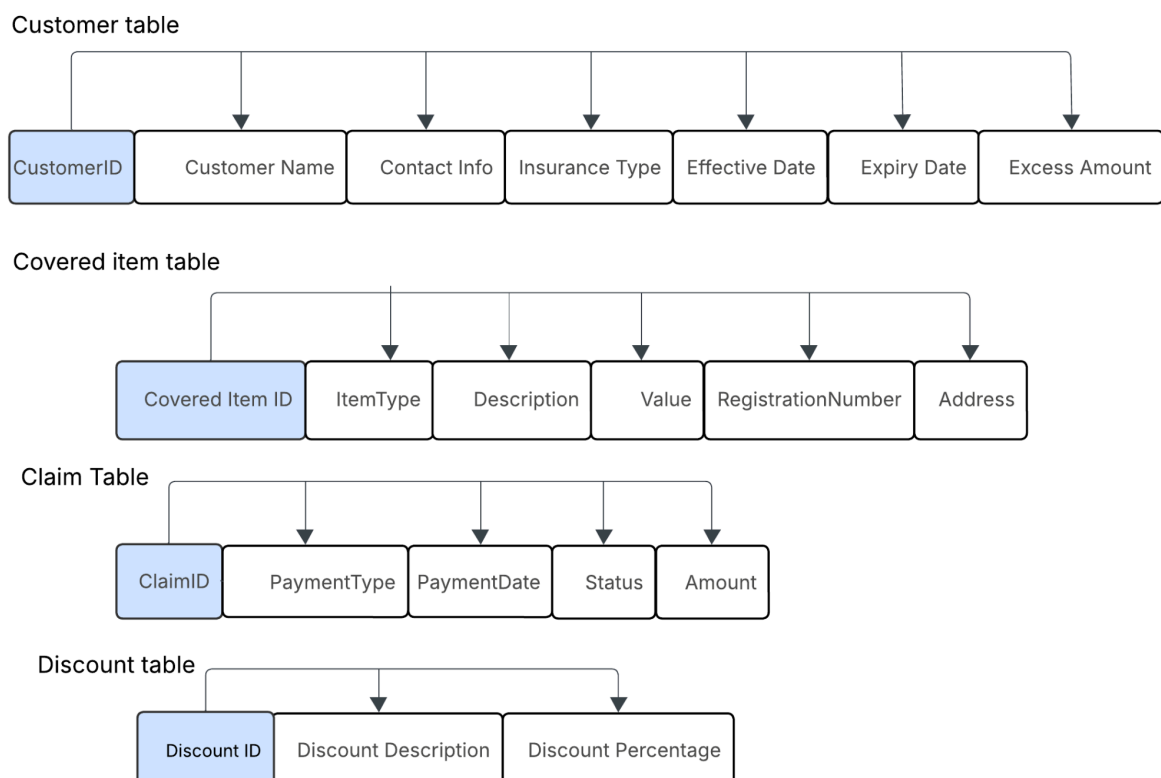 Customer table
CustomerID Customer Name Contact Info Insurance Type Effective Date Expiry Date Excess Amount
Covered item table
Covered Item ID ItemType Description Value RegistrationNumber Address
Claim Table
ClaimID PaymentType PaymentDate Status Amount
Discount table
Discount ID Discount Description Discount Percentage